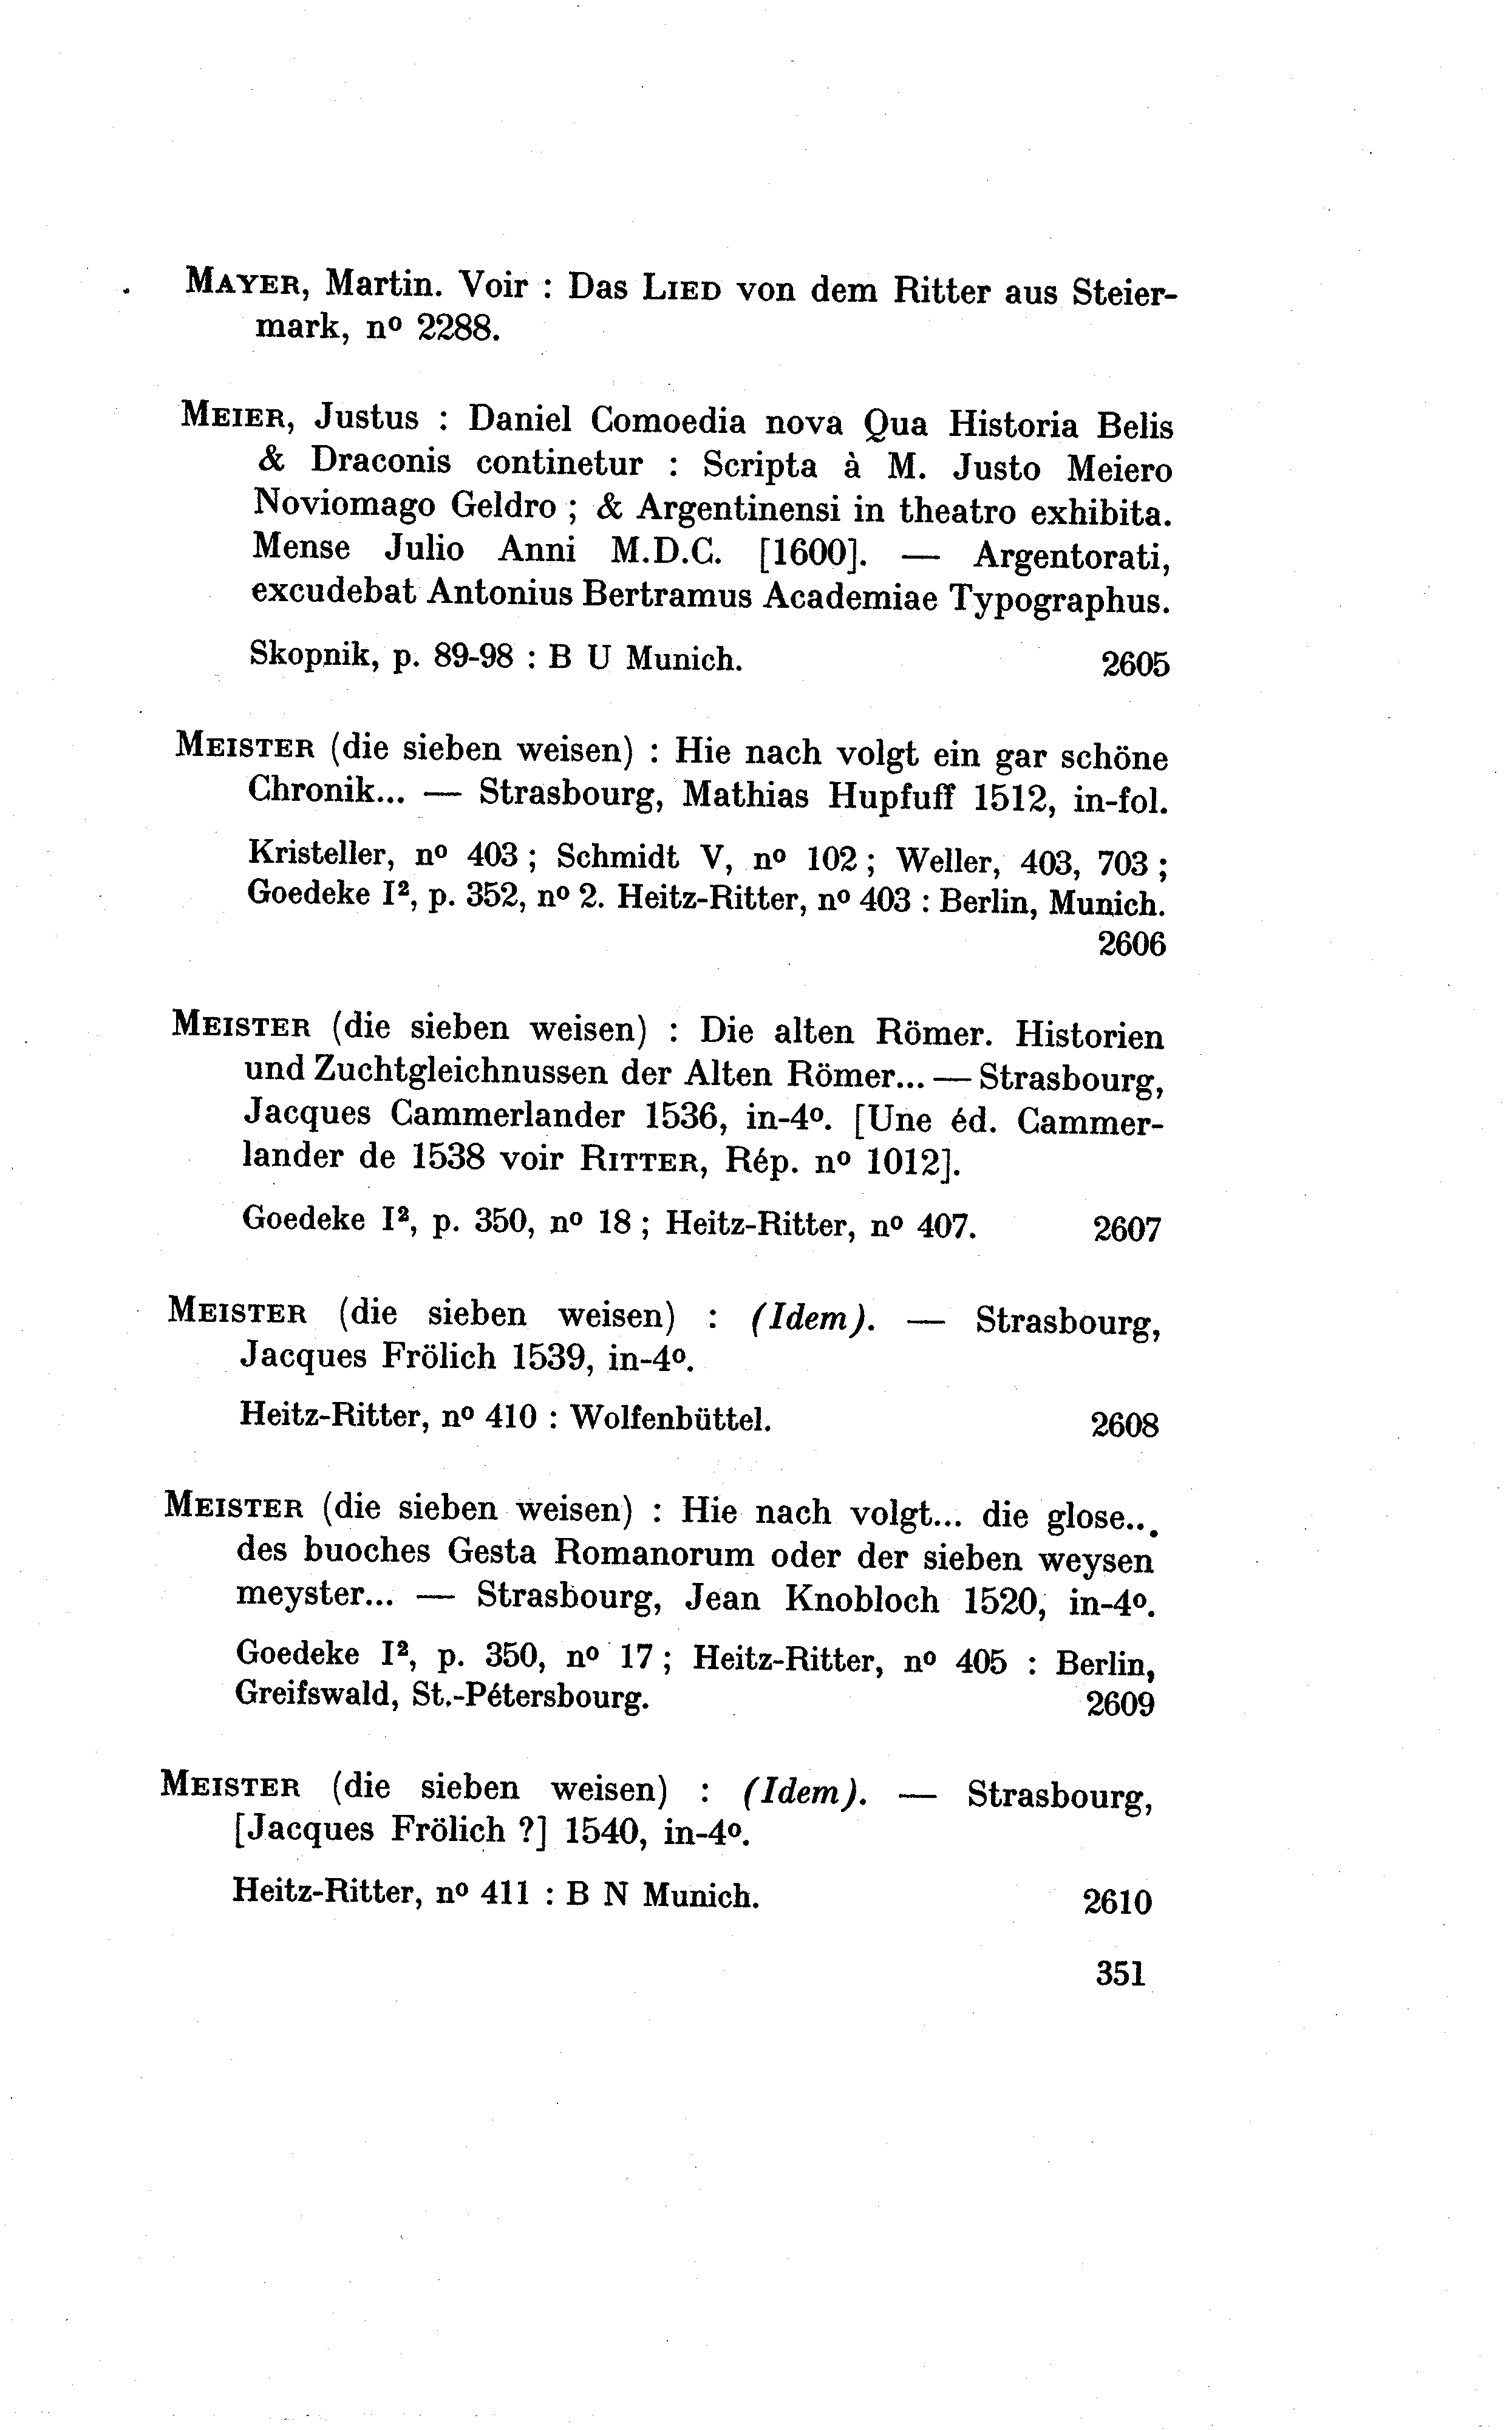 MAYER, Martin. Voir : Das LIED von dem Ritter aus Steier-
mark, nº 2288.
MEIER, Justus : Daniel Comoedia nova Qua Historia Belis
& Draconis continetur : Scripta à M. Justo Meiero
Noviomago Geldro ; & Argentinensi in theatro exhibita.
Mense Julio Anni M.D.C. [1600]. — Argentorati,
excudebat Antonius Bertramus Academiae Typographus.
Skopnik, p. 89-98 : B U Munich. 2605
MEISTER (die sieben weisen) : Hie nach volgt ein gar schöne
Chronik... — Strasbourg, Mathias Hupfuff 1512, in-fol.
Kristeller, nº 403 ; Schmidt V, nº 102 ; Weller, 403, 703 ;
Goedeke I², p. 352, nº 2. Heitz-Ritter, nº 403 : Berlin, Munich.
2606
MEISTER (die sieben weisen) : Die alten Römer. Historien
und Zuchtgleichnussen der Alten Römer... — Strasbourg,
Jacques Cammerlander 1536, in-4º. [Une éd. Cammer-
lander de 1538 voir RITTER, Rép. nº 1012].
Goedeke I², p. 350, nº 18 ; Heitz-Ritter, nº 407. 2607
MEISTER (die sieben weisen) : (Idem). — Strasbourg,
Jacques Frölich 1539, in-4º.
Heitz-Ritter, nº 410 : Wolfenbüttel. 2608
MEISTER (die sieben weisen) : Hie nach volgt... die glose...
des buoches Gesta Romanorum oder der sieben weysen
meyster... — Strasbourg, Jean Knobloch 1520, in-4º.
Goedeke I², p. 350, nº 17 ; Heitz-Ritter, nº 405 : Berlin,
Greifswald, St.-Pétersbourg. 2609
MEISTER (die sieben weisen) : (Idem). — Strasbourg,
[Jacques Frölich ?] 1540, in-4º.
Heitz-Ritter, nº 411 : B N Munich. 2610
351